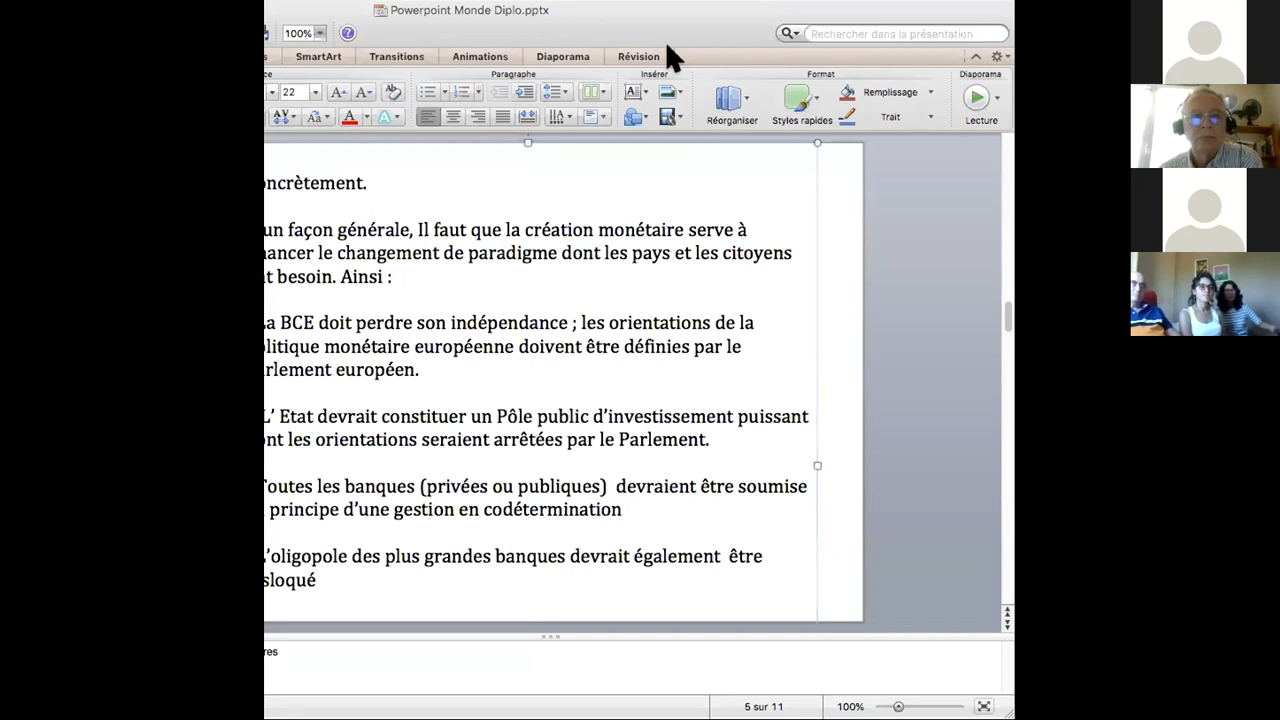 Powerpoint Monde Diplo.pptx
100%
Rechercher dans la présentation
s SmartArt Transitions Animations Diaporama Révision
ce Paragraphe Insérer Format Diaporama
22
Remplissage
Réorganiser Styles rapides Trait Lecture
oncrètement.
un façon générale, Il faut que la création monétaire serve à
ancer le changement de paradigme dont les pays et les citoyens
t besoin. Ainsi :
a BCE doit perdre son indépendance ; les orientations de la
litique monétaire européenne doivent être définies par le
rlement européen.
L’ Etat devrait constituer un Pôle public d’investissement puissant
nt les orientations seraient arrêtées par le Parlement.
Toutes les banques (privées ou publiques) devraient être soumise
principe d’une gestion en codétermination
L’oligopole des plus grandes banques devrait également être
sloqué
res
5 sur 11 100%